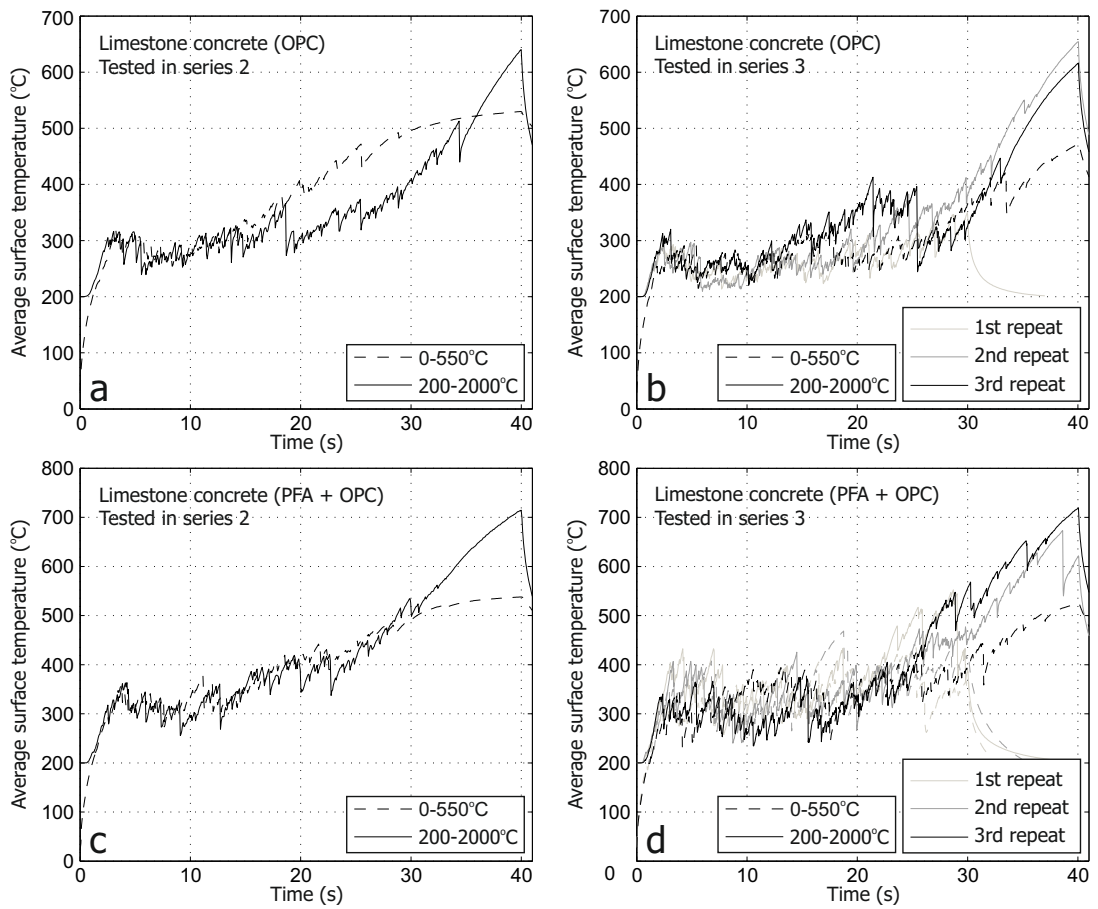 Limestone concrete (OPC)
Tested in series 2
Average surface temperature (°C)
700
600
500
400
300
200
100
0
a
0-550°C
200-2000°C
0 10 20 30 40
Time (s)
Limestone concrete (OPC)
Tested in series 3
Average surface temperature (°C)
700
600
500
400
300
200
100
0
b
0-550°C
200-2000°C
1st repeat
2nd repeat
3rd repeat
0 10 20 30 40
Time (s)
Limestone concrete (PFA + OPC)
Tested in series 2
Average surface temperature (°C)
800
700
600
500
400
300
200
100
0
c
0-550°C
200-2000°C
0 10 20 30 40
Time (s)
Limestone concrete (PFA + OPC)
Tested in series 3
Average surface temperature (°C)
800
700
600
500
400
300
200
100
0
d
0-550°C
200-2000°C
1st repeat
2nd repeat
3rd repeat
0 10 20 30 40
Time (s)